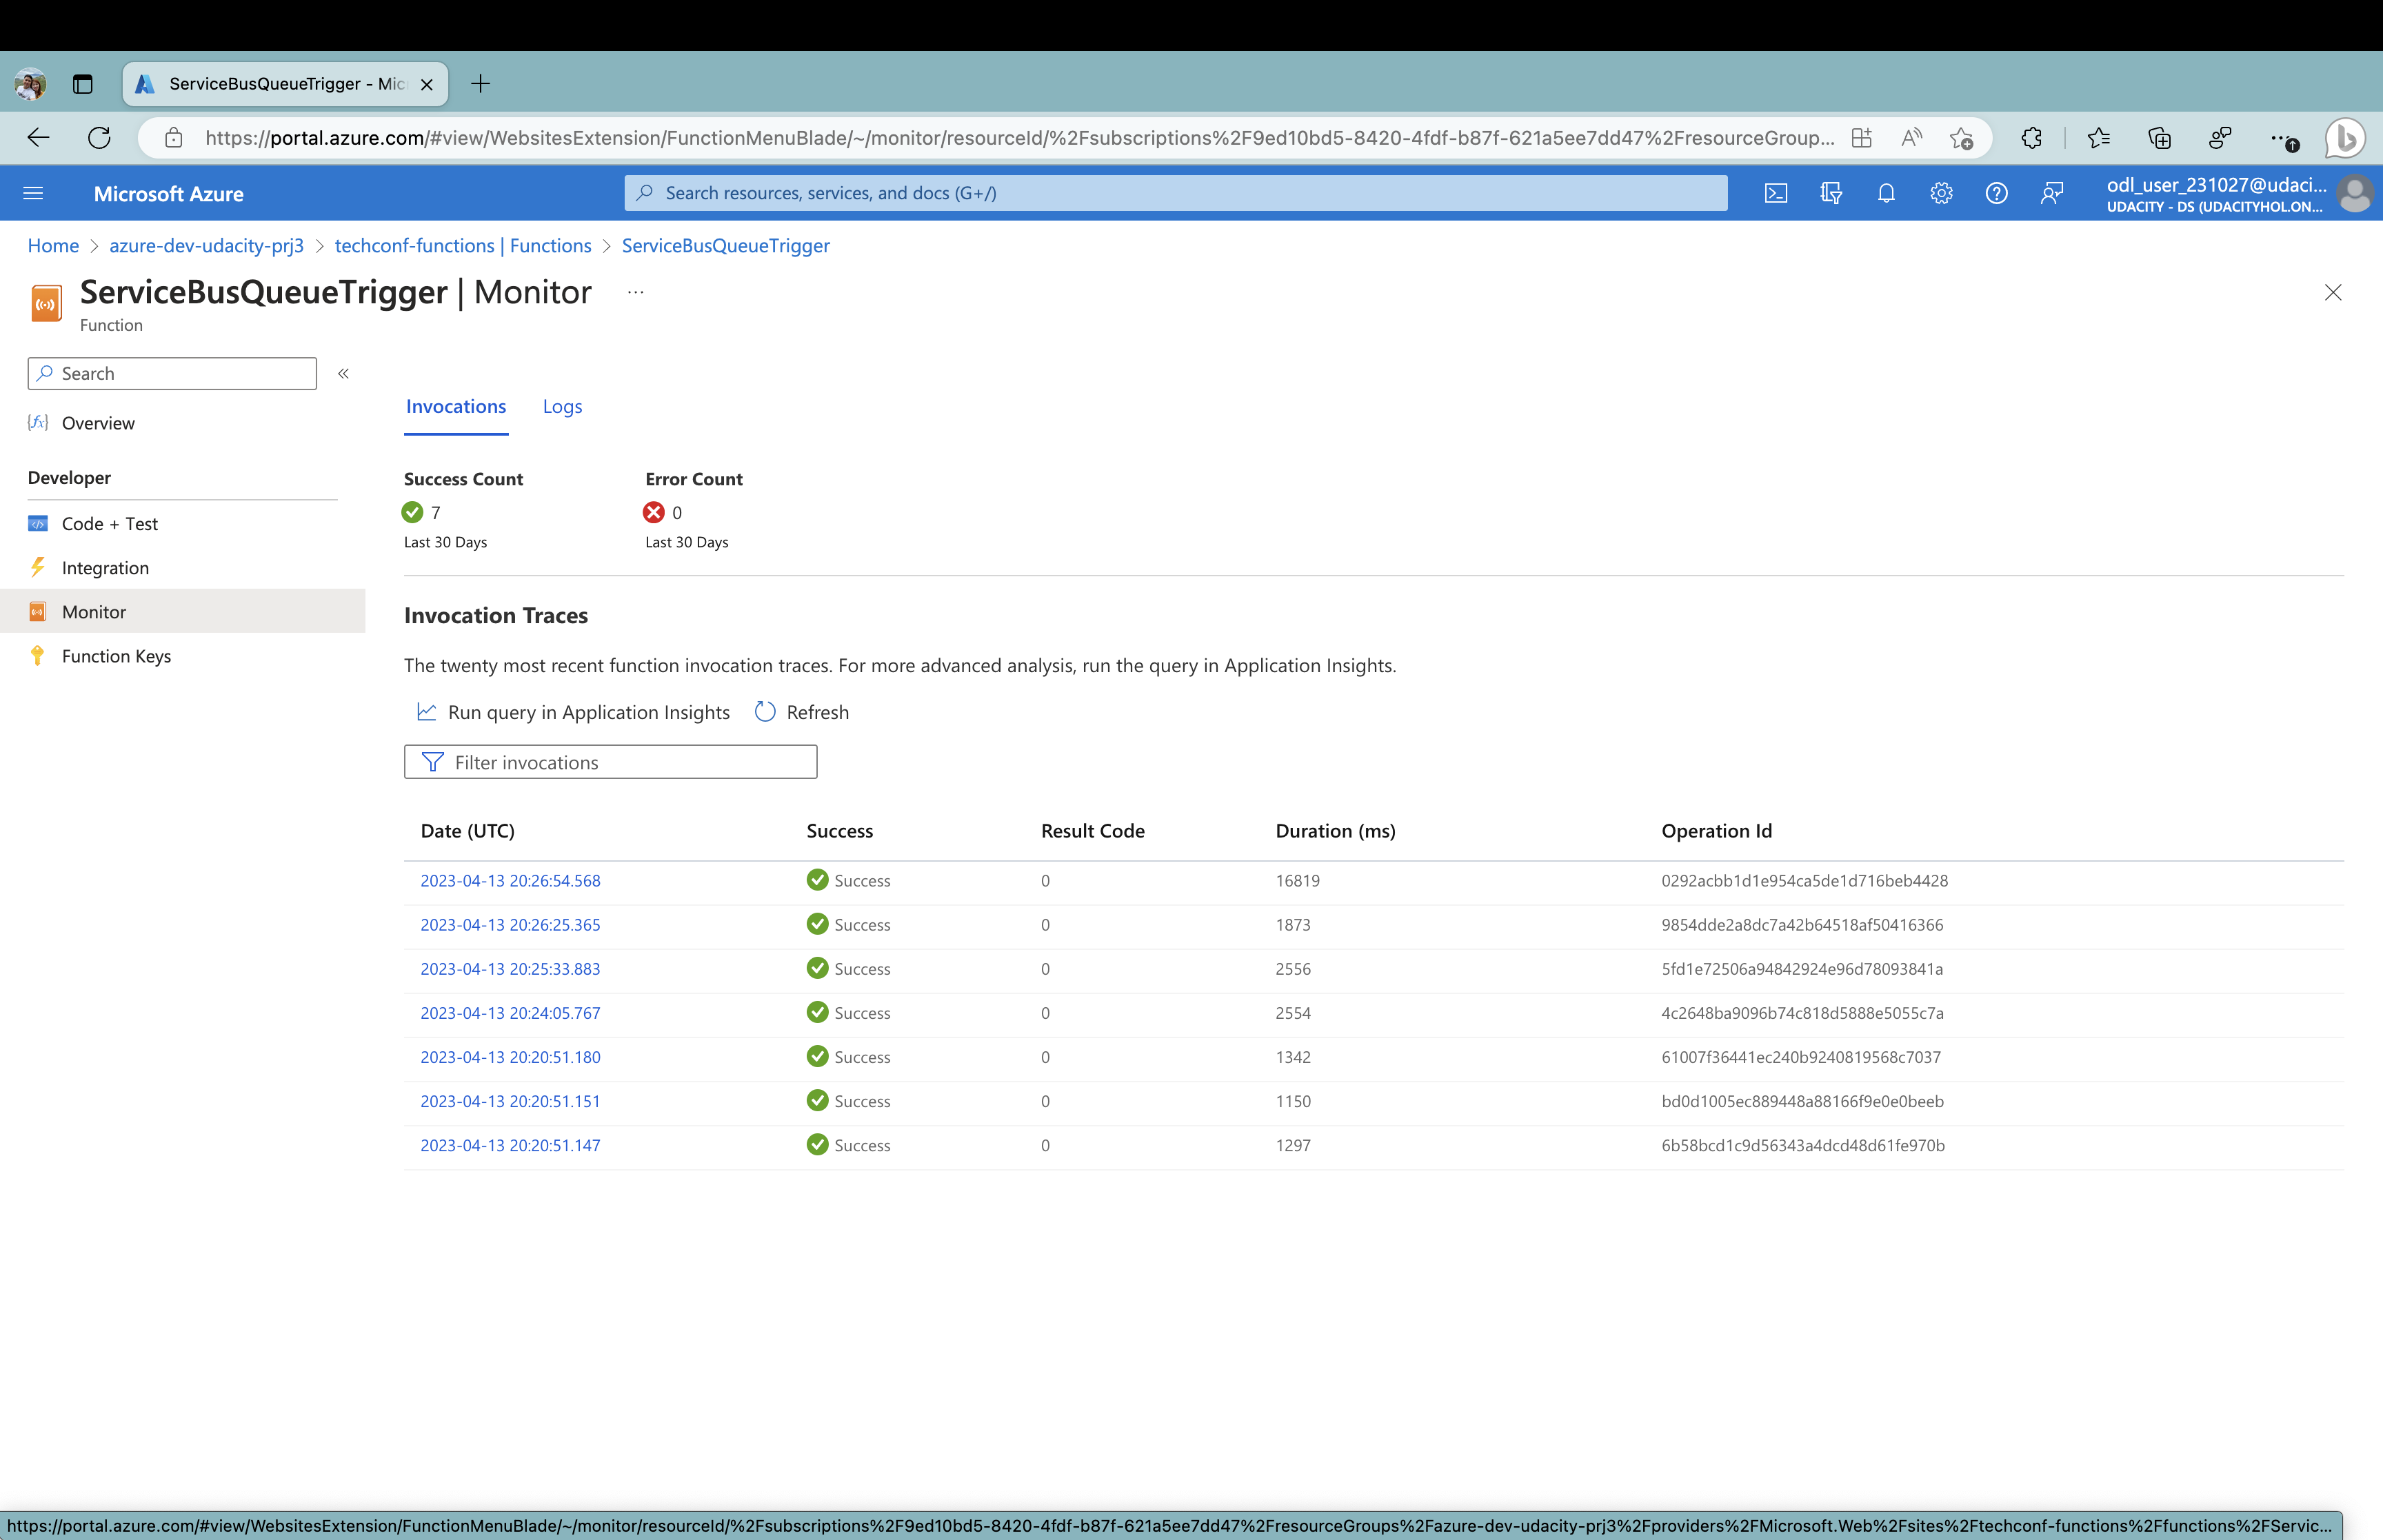 ServiceBusQueueTrigger - Mic
https://portal.azure.com/#view/WebsitesExtension/FunctionMenuBlade/~/monitor/resourceId/%2Fsubscriptions%2F9ed10bd5-8420-4fdf-b87f-621a5ee7dd47%2FresourceGroup...
Microsoft Azure
Search resources, services, and docs (G+/)
odl_user_231027@udaci...
UDACITY - DS (UDACITYHOL.ON...
Home > azure-dev-udacity-prj3 > techconf-functions | Functions > ServiceBusQueueTrigger
ServiceBusQueueTrigger | Monitor ...
Function
Search «
Overview
Developer
Code + Test
Integration
Monitor
Function Keys
Invocations Logs
Success Count Error Count
7 0
Last 30 Days Last 30 Days
Invocation Traces
The twenty most recent function invocation traces. For more advanced analysis, run the query in Application Insights.
Run query in Application Insights Refresh
Filter invocations
Date (UTC) Success Result Code Duration (ms) Operation Id
2023-04-13 20:26:54.568 Success 0 16819 0292acbb1d1e954ca5de1d716beb4428
2023-04-13 20:26:25.365 Success 0 1873 9854dde2a8dc7a42b64518af50416366
2023-04-13 20:25:33.883 Success 0 2556 5fd1e72506a94842924e96d78093841a
2023-04-13 20:24:05.767 Success 0 2554 4c2648ba9096b74c818d5888e5055c7a
2023-04-13 20:20:51.180 Success 0 1342 61007f36441ec240b9240819568c7037
2023-04-13 20:20:51.151 Success 0 1150 bd0d1005ec889448a88166f9e0e0beeb
2023-04-13 20:20:51.147 Success 0 1297 6b58bcd1c9d56343a4dcd48d61fe970b
https://portal.azure.com/#view/WebsitesExtension/FunctionMenuBlade/~/monitor/resourceId/%2Fsubscriptions%2F9ed10bd5-8420-4fdf-b87f-621a5ee7dd47%2FresourceGroups%2Fazure-dev-udacity-prj3%2Fproviders%2FMicrosoft.Web%2Fsites%2Ftechconf-functions%2Ffunctions%2FServic...